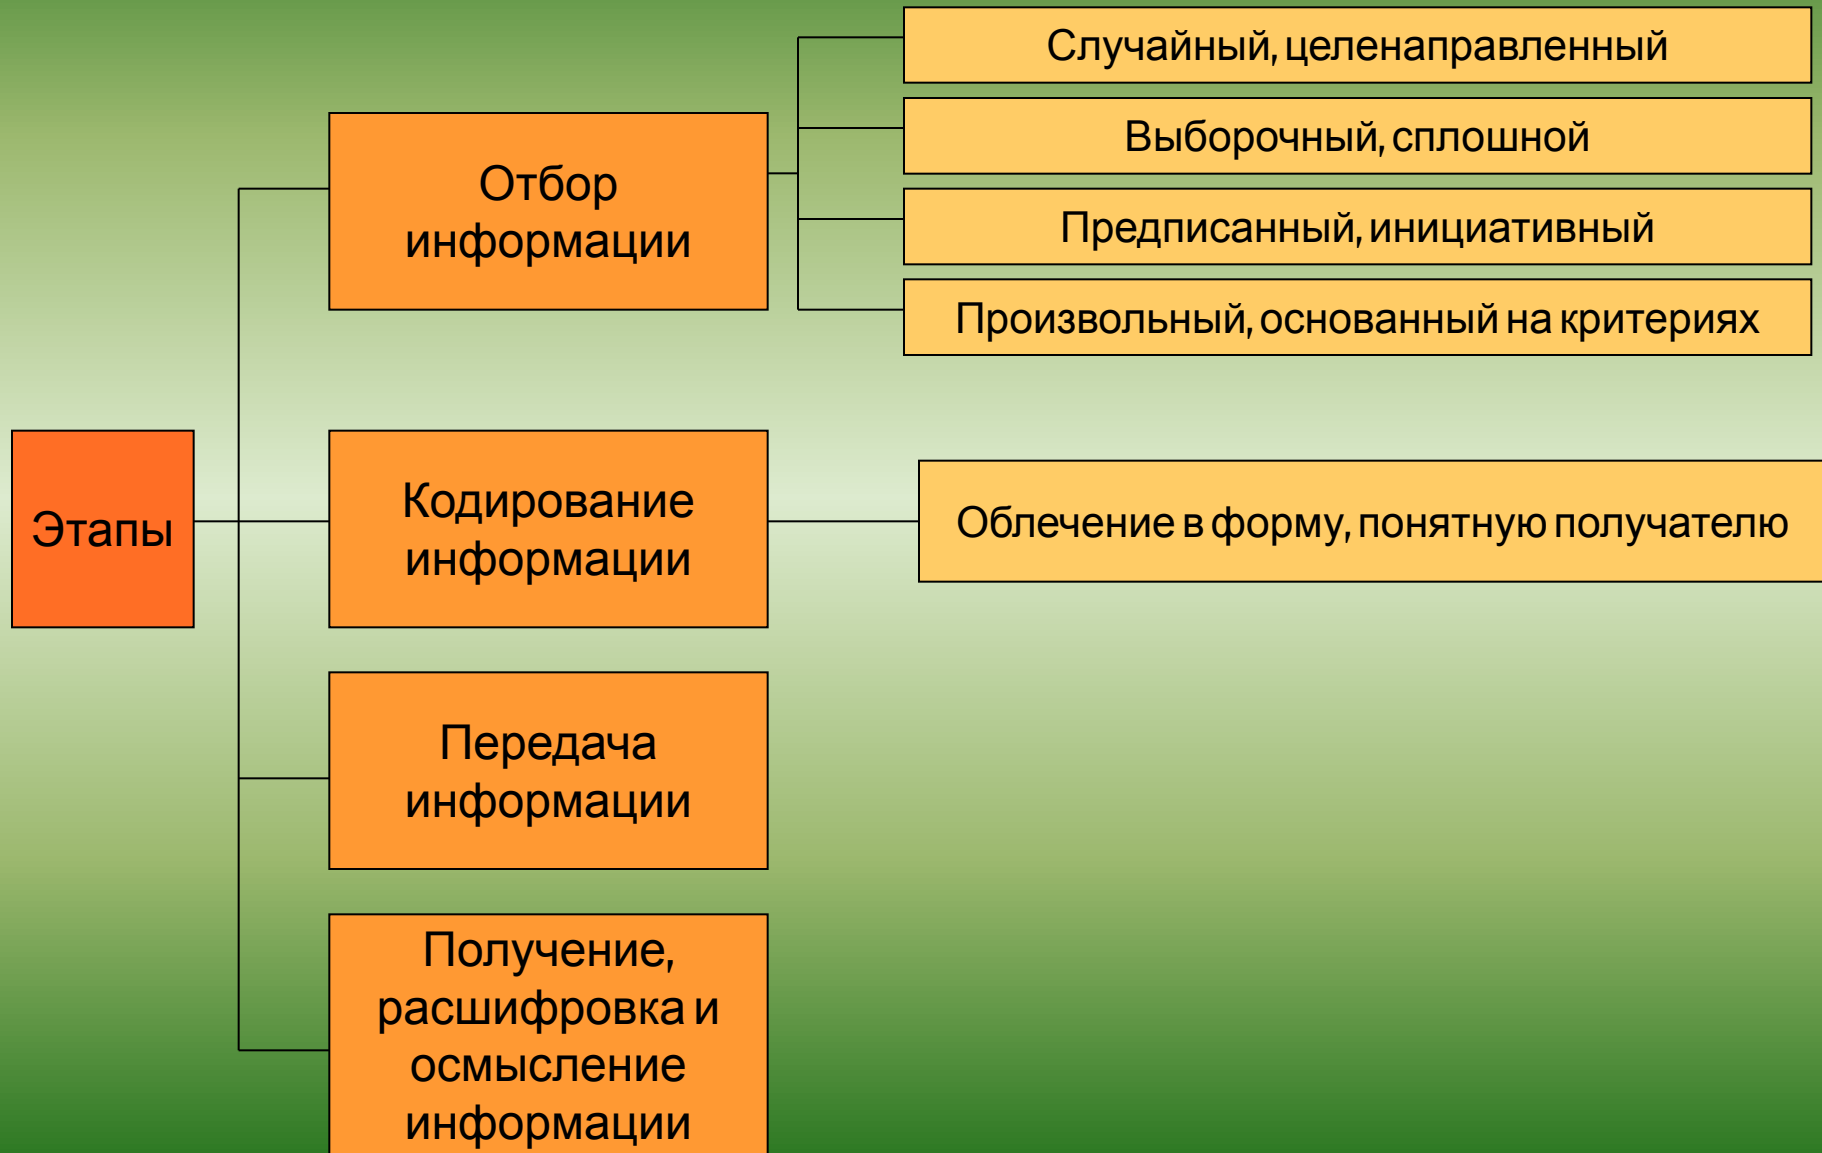 Этапы
Отбор
информации
Случайный, целенаправленный
Выборочный, сплошной
Предписанный, инициативный
Произвольный, основанный на критериях
Кодирование
информации
Облечение в форму, понятную получателю
Передача
информации
Получение,
расшифровка и
осмысление
информации